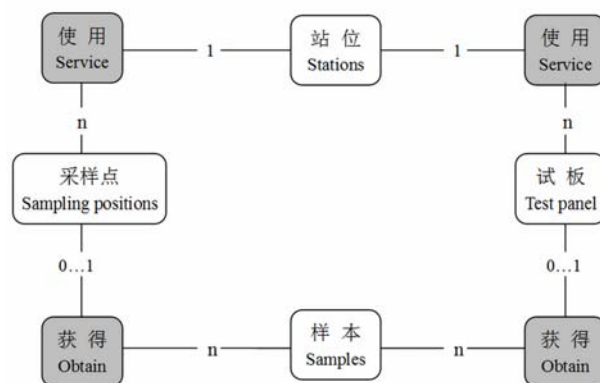 使 用
Service
1
站 位
Stations
1
使 用
Service
n
n
采样点
Sampling positions
试 板
Test panel
0…1
0…1
获 得
Obtain
n
样 本
Samples
n
获 得
Obtain